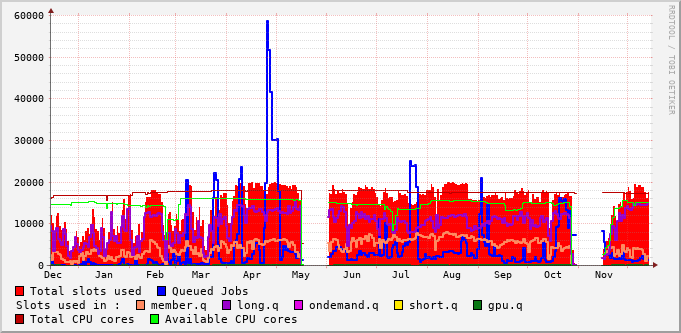 60000
50000
40000
30000
20000
10000
0
Dec Jan Feb Mar Apr May Jun Jul Aug Sep Oct Nov
RRDTOOL / TOBI OETIKER
Total slots used Queued Jobs
Slots used in : member.q long.q ondemand.q short.q gpu.q
Total CPU cores Available CPU cores